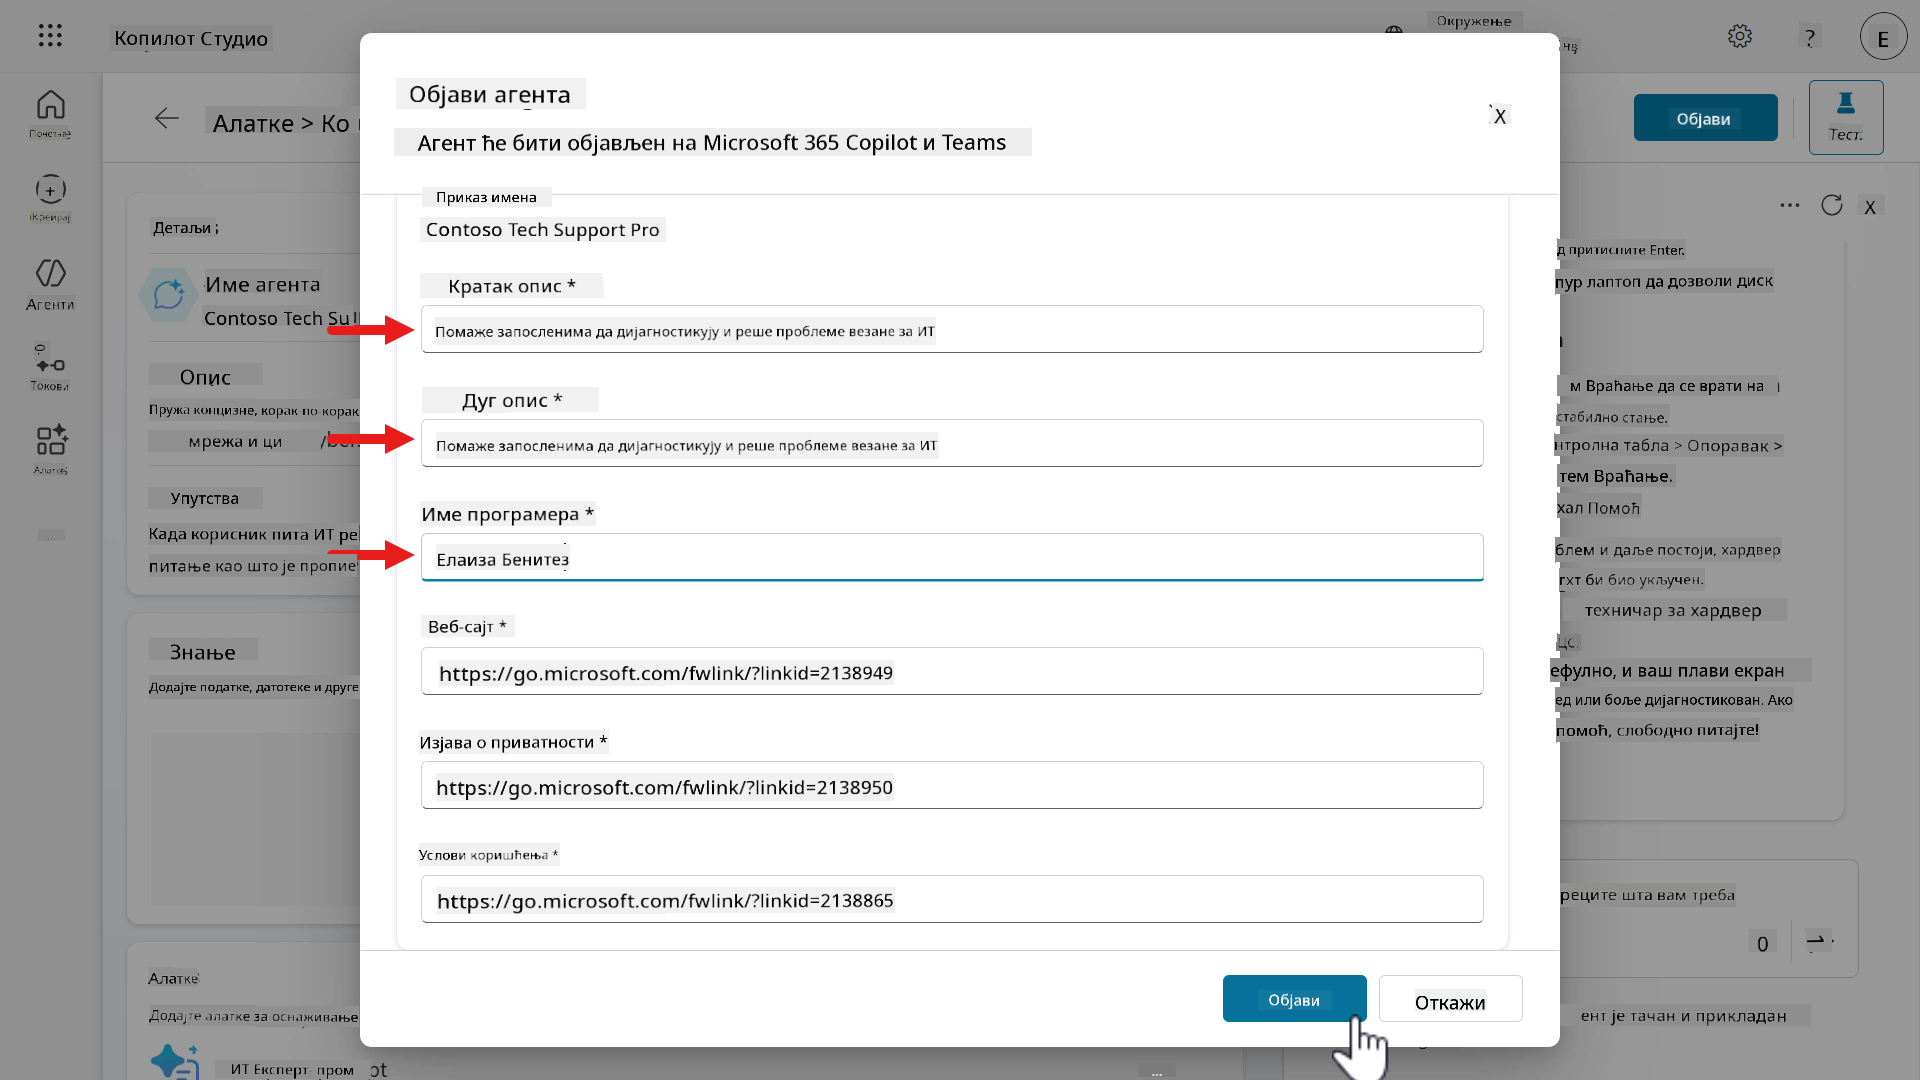 Копилот Студио
Окружење
?
E
Почетнај
Креирај
Агенти
Токови
Алаткеј
...
Алатке > Ко
Објави
Тест.
Детаљи
Име агента
Contoso Tech Su
Опис
Пружа концизне, корак-по-корак
мрежа и ци
Упутства
Када корисник пита ИТ ре
питање као што је пропие
Знање
Додајте податке, датотеке и друге
Алатке
Додајте алатке за оснаживање
ИТ Експерт- пром pt
...
Објави агента
X
Агент ће бити објављен на Microsoft 365 Copilot и Teams
Приказ имена
Contoso Tech Support Pro
Кратак опис *
Помаже запосленима да дијагностикују и реше проблеме везане за ИТ
Дуг опис *
Помаже запосленима да дијагностикују и реше проблеме везане за ИТ
Име програмера *
Елаиза Бенитез
Веб-сајт *
https://go.microsoft.com/fwlink/?linkid=2138949
Изјава о приватности *
https://go.microsoft.com/fwlink/?linkid=2138950
Услови коришћења *
https://go.microsoft.com/fwlink/?linkid=2138865
Објави
Откажи
X
д притисните Enter.
пур лаптоп да дозволи диск
м Враћање да се врати на
стабилно стање.
нтролна табла > Опоравак >
тем Враћање.
хал Помоћ
блем и даље постоји, хардвер
гхт би био укључен.
техничар за хардвер
цс.
ефулно, и ваш плави екран
ед или боље дијагностикован. Ако
помоћ, слободно питајте!
реците шта вам треба
0
ент је тачан и прикладан